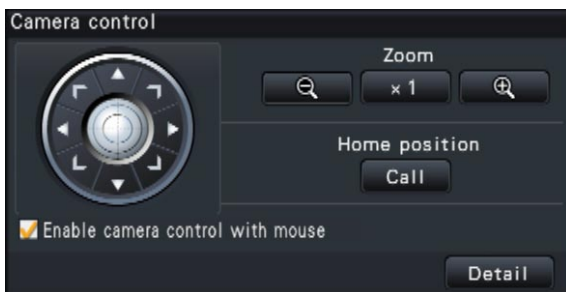 Camera control
Zoom
× 1
Home position
Call
Enable camera control with mouse
Detail